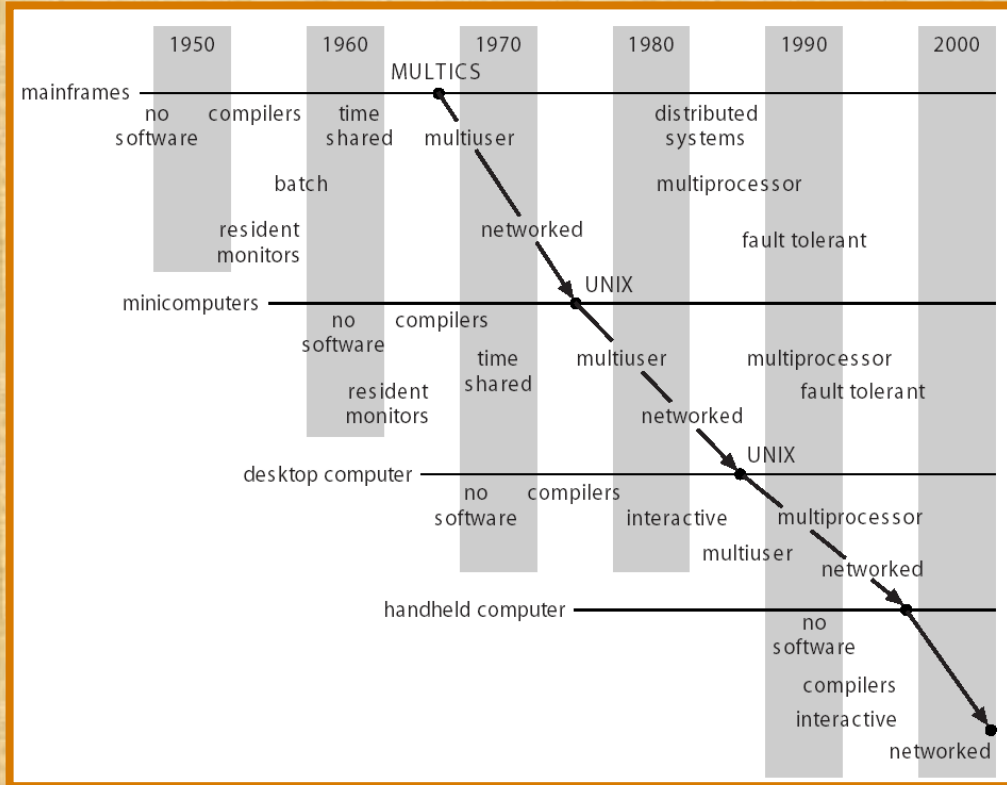 1950 1960 1970 1980 1990 2000
MULTICS
mainframes
no software
compilers
time shared
multiuser
distributed systems
batch
multiprocessor
resident monitors
networked
fault tolerant
UNIX
minicomputers
no software
compilers
time shared
multiuser
multiprocessor
resident monitors
fault tolerant
networked
UNIX
desktop computer
no software
compilers
interactive
multiprocessor
multiuser
networked
handheld computer
no software
compilers
interactive
networked